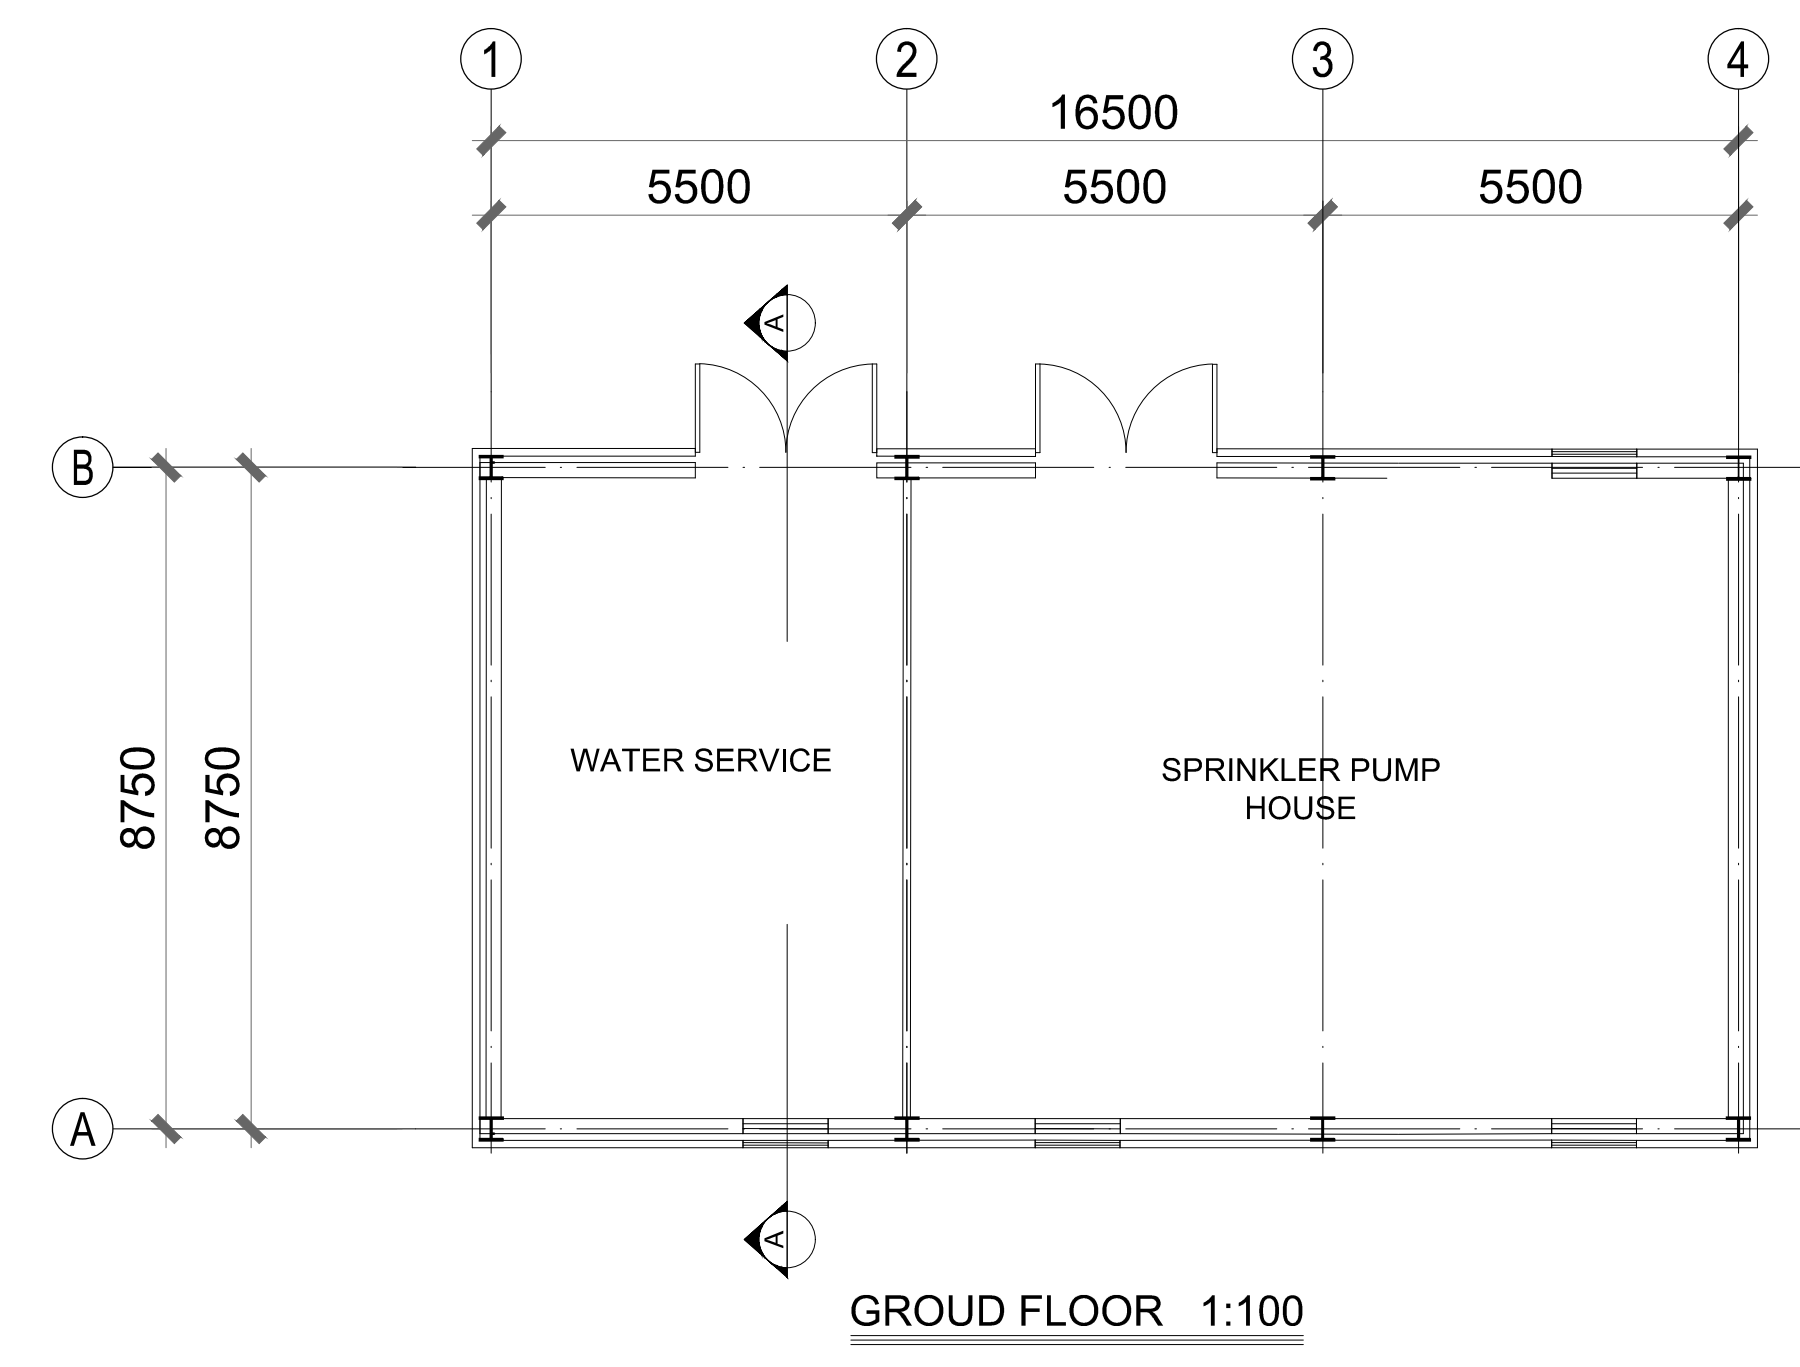 1 2 3 4
16500
5500 5500 5500
A
B
8750 8750
WATER SERVICE
SPRINKLER PUMP
HOUSE
A
A
GROUD FLOOR 1:100